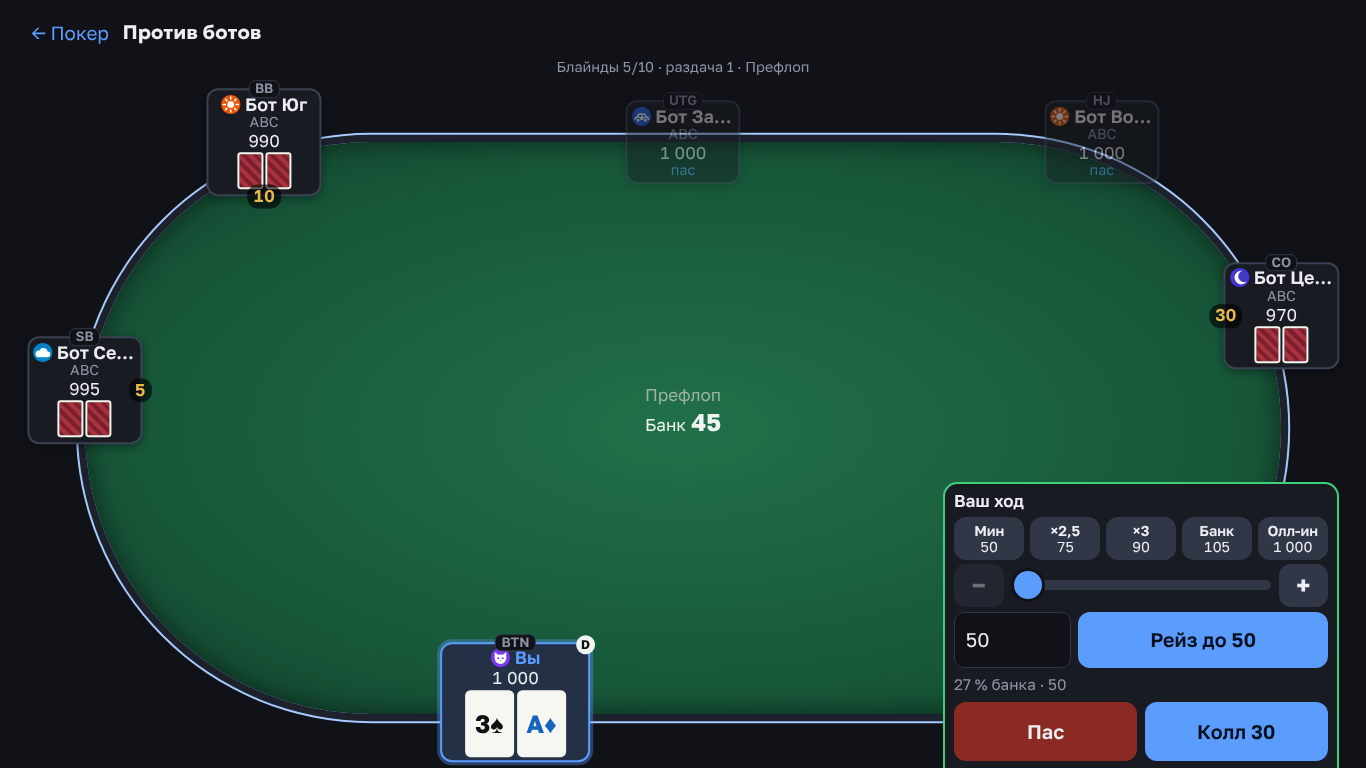 ← Покер Против ботов
Блайнды 5/10 · раздача 1 · Префлоп
BB
Бот Юг
ABC
990
10
UTG
Бот За...
ABC
1 000
пас
HJ
Бот Во...
ABC
1 000
пас
CO
Бот Це...
ABC
970
30
SB
Бот Се...
ABC
995
5
Префлоп
Банк 45
BTN
D
Вы
1 000
3♠ A♦
Ваш ход
Мин ×2,5 ×3 Банк Олл-ин
50 75 90 105 1 000
− +
50 Рейз до 50
27 % банка · 50
Пас Колл 30